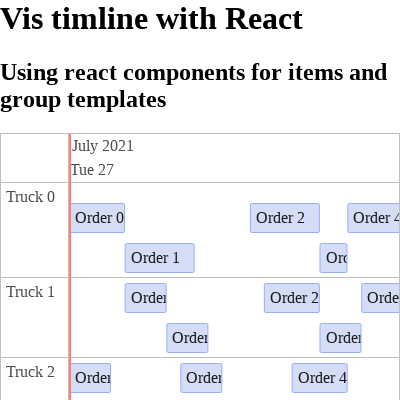 Vis timline with React
Using react components for items and
group templates
July 2021
Tue 27
Truck 0
Order 0
Order 2
Order 4
Order 1
Truck 1
Order
Order 2
Orde
Order
Order
Truck 2
Order
Order
Order 4